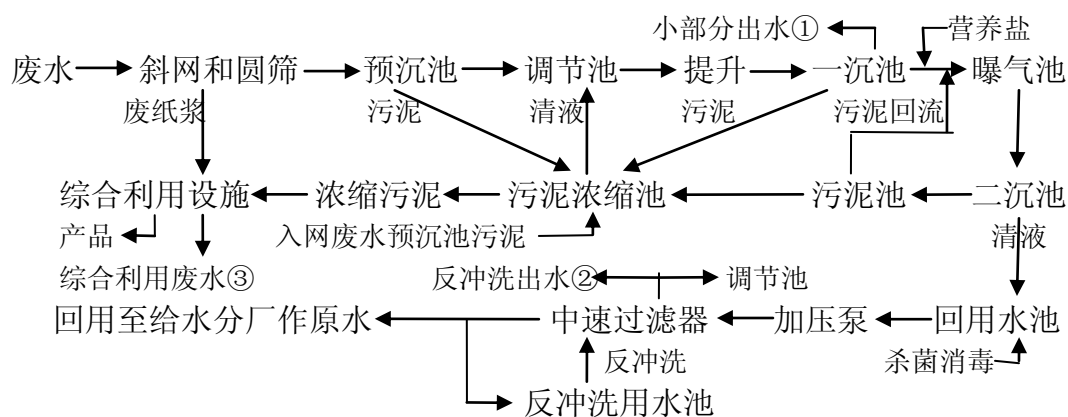 小部分出水① 营养盐
废水 斜网和圆筛 预沉池 调节池 提升 一沉池 曝气池
废纸浆 污泥 清液 污泥 污泥回流
综合利用设施 浓缩污泥 污泥浓缩池 污泥池 二沉池
产品 入网废水预沉池污泥 清液
综合利用废水③ 反冲洗出水② 调节池
回用至给水分厂作原水 中速过滤器 加压泵 回用水池
反冲洗 杀菌消毒
反冲洗用水池